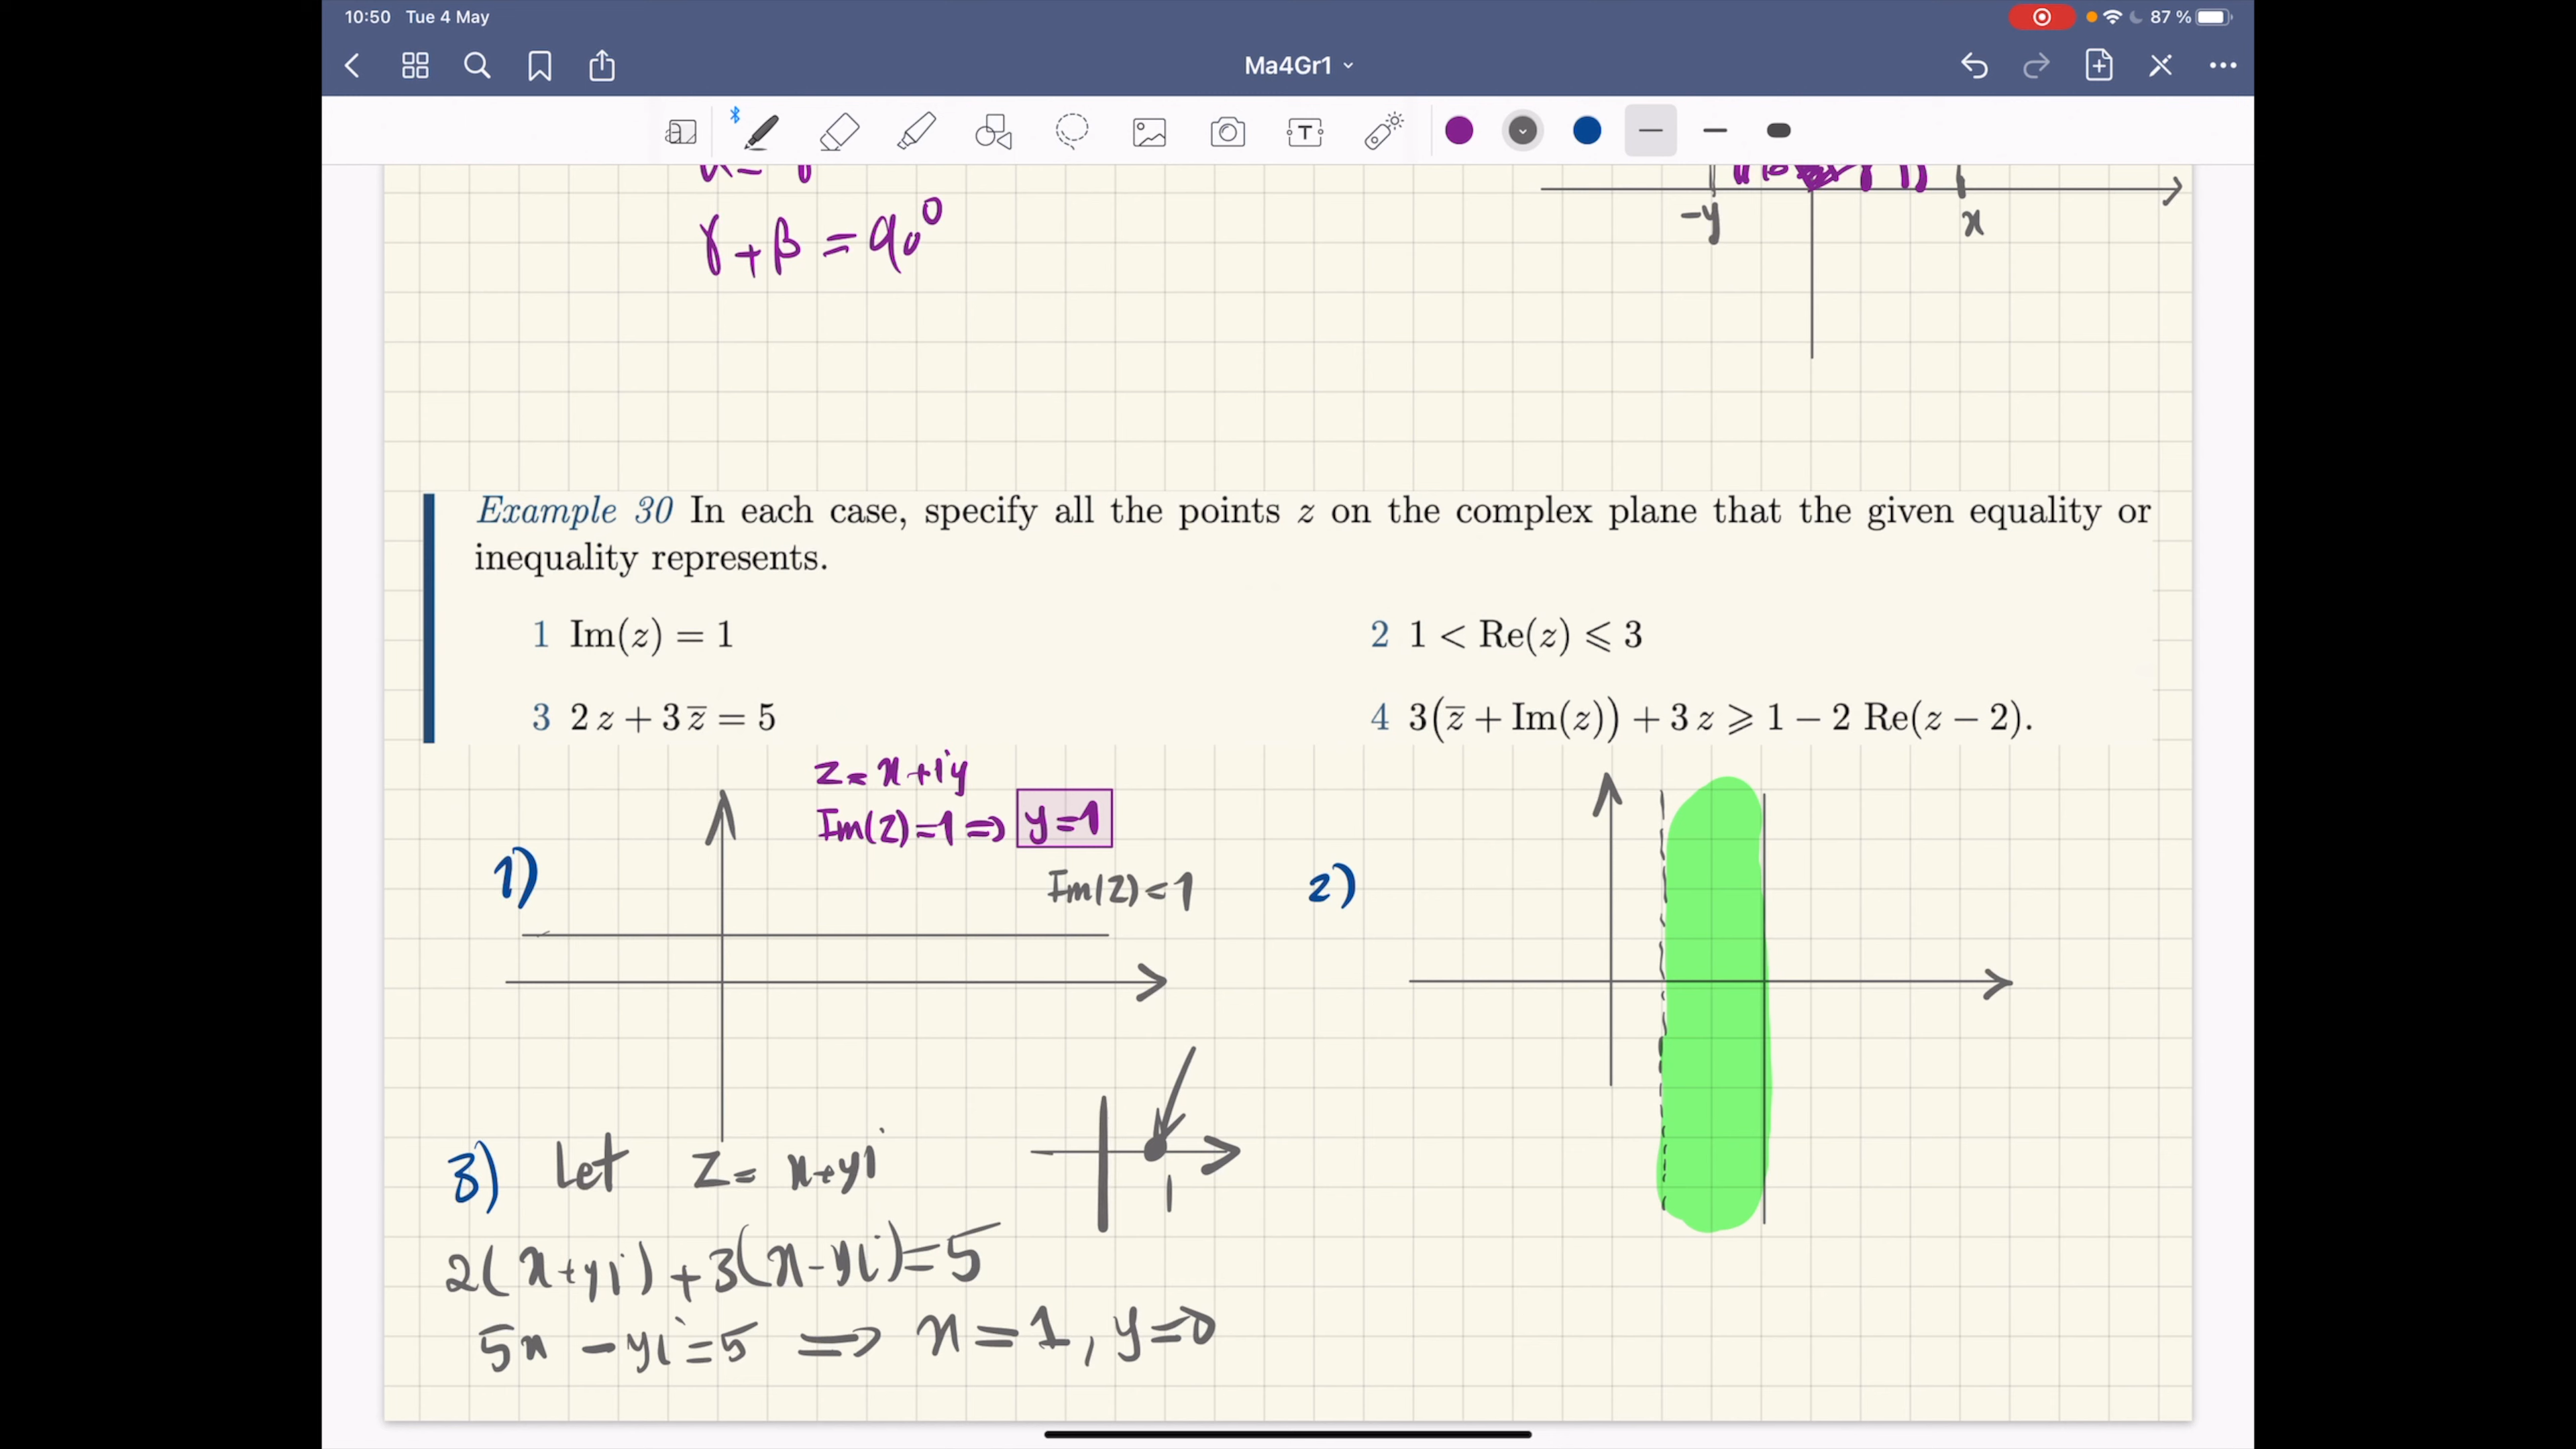 10:50 Tue 4 May
87 %
Ma4Gr1
γ+β = 90°
-y
x
Example 30 In each case, specify all the points z on the complex plane that the given equality or
inequality represents.
1 Im(z) = 1
2 1 < Re(z) ⩽ 3
3 2 z + 3 z̅ = 5
4 3(z̅ + Im(z)) + 3 z ⩾ 1 − 2 Re(z − 2).
z = x+iy
Im(z)=1 => y=1
1)
Im(z)=1
2)
3) Let z = x+yi
1
2(x+yi)+3(x-yi)=5
5x - yi=5 => x=1, y=0